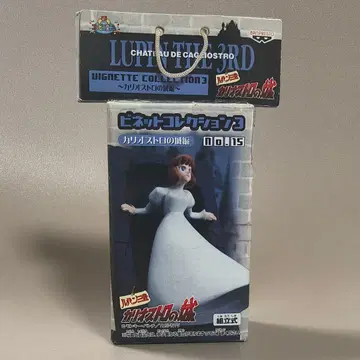 LUPIN THE 3RD
CHÂTEAU DE CAGLIOSTRO
VIGNETTE COLLECTION 3
～カリオストロの城編～
ルパン三世
カリオストロの城
BANPRESTO
ビネットコレクション3
カリオストロの城編 no.15
ルパン三世
カリオストロの城
組立式